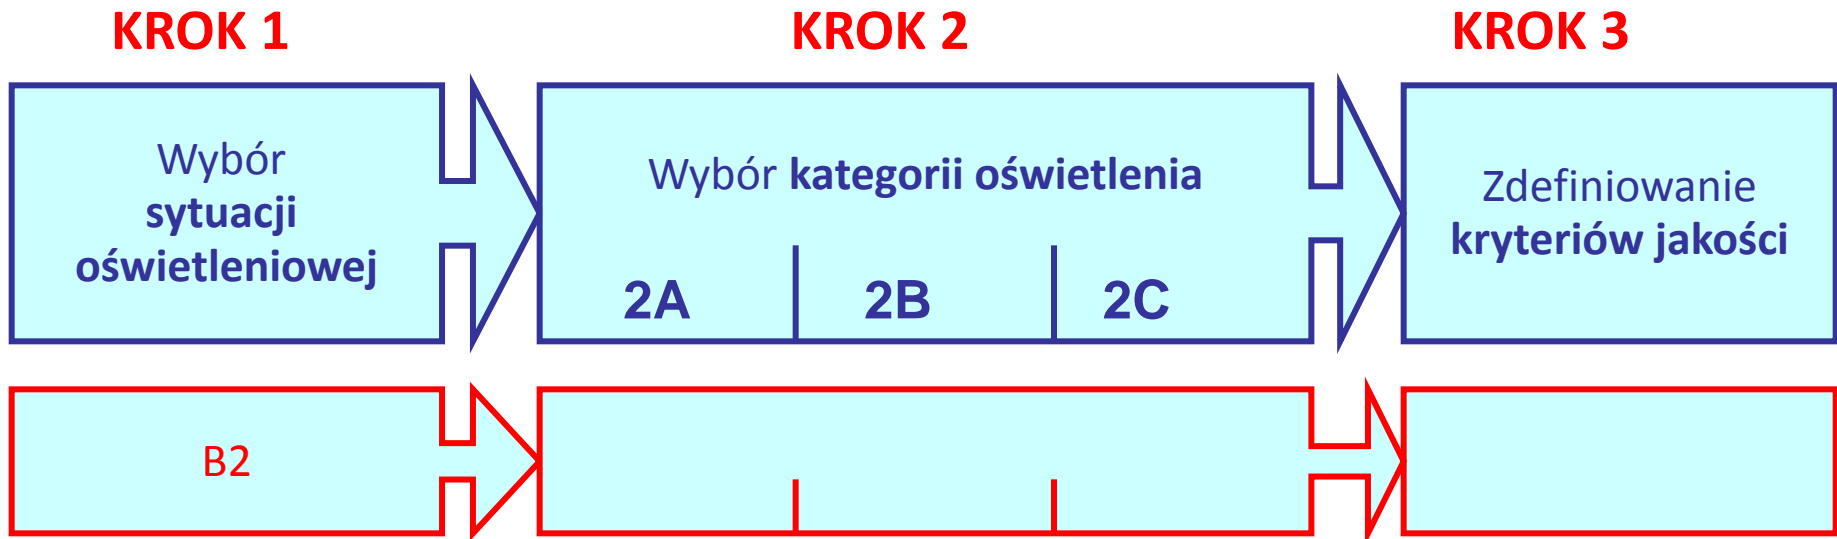 KROK 1
KROK 2
KROK 3
Wybór
sytuacji
oświetleniowej
Wybór kategorii oświetlenia
2A
2B
2C
Zdefiniowanie
kryteriów jakości
B2